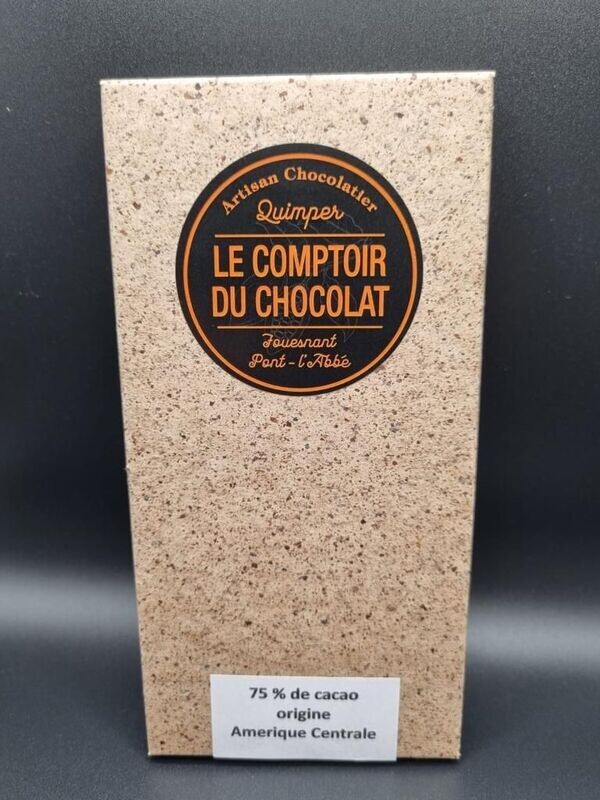 Artisan Chocolatier
Quimper
LE COMPTOIR
DU CHOCOLAT
Fouesnant
Pont-l'Abbé
75 % de cacao
origine
Amerique Centrale